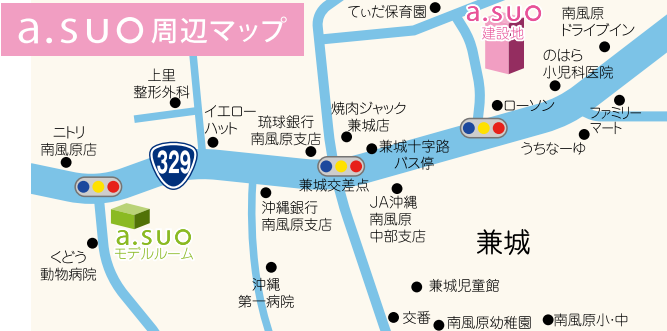 a.suo 周辺マップ
てぃだ保育園
a.suo
建設地
南風原
ドライブイン
のはら
小児科医院
上里
整形外科
イエロー
ハット
琉球銀行
南風原支店
焼肉ジャック
兼城店
ローソン
ファミリー
マート
うちなーゆ
兼城十字路
バス停
ニトリ
南風原店
329
兼城交差点
沖縄銀行
南風原支店
JA沖縄
南風原
中部支店
兼城
a.suo
モデルルーム
くどう
動物病院
沖縄
第一病院
兼城児童館
交番
南風原幼稚園
南風原小・中